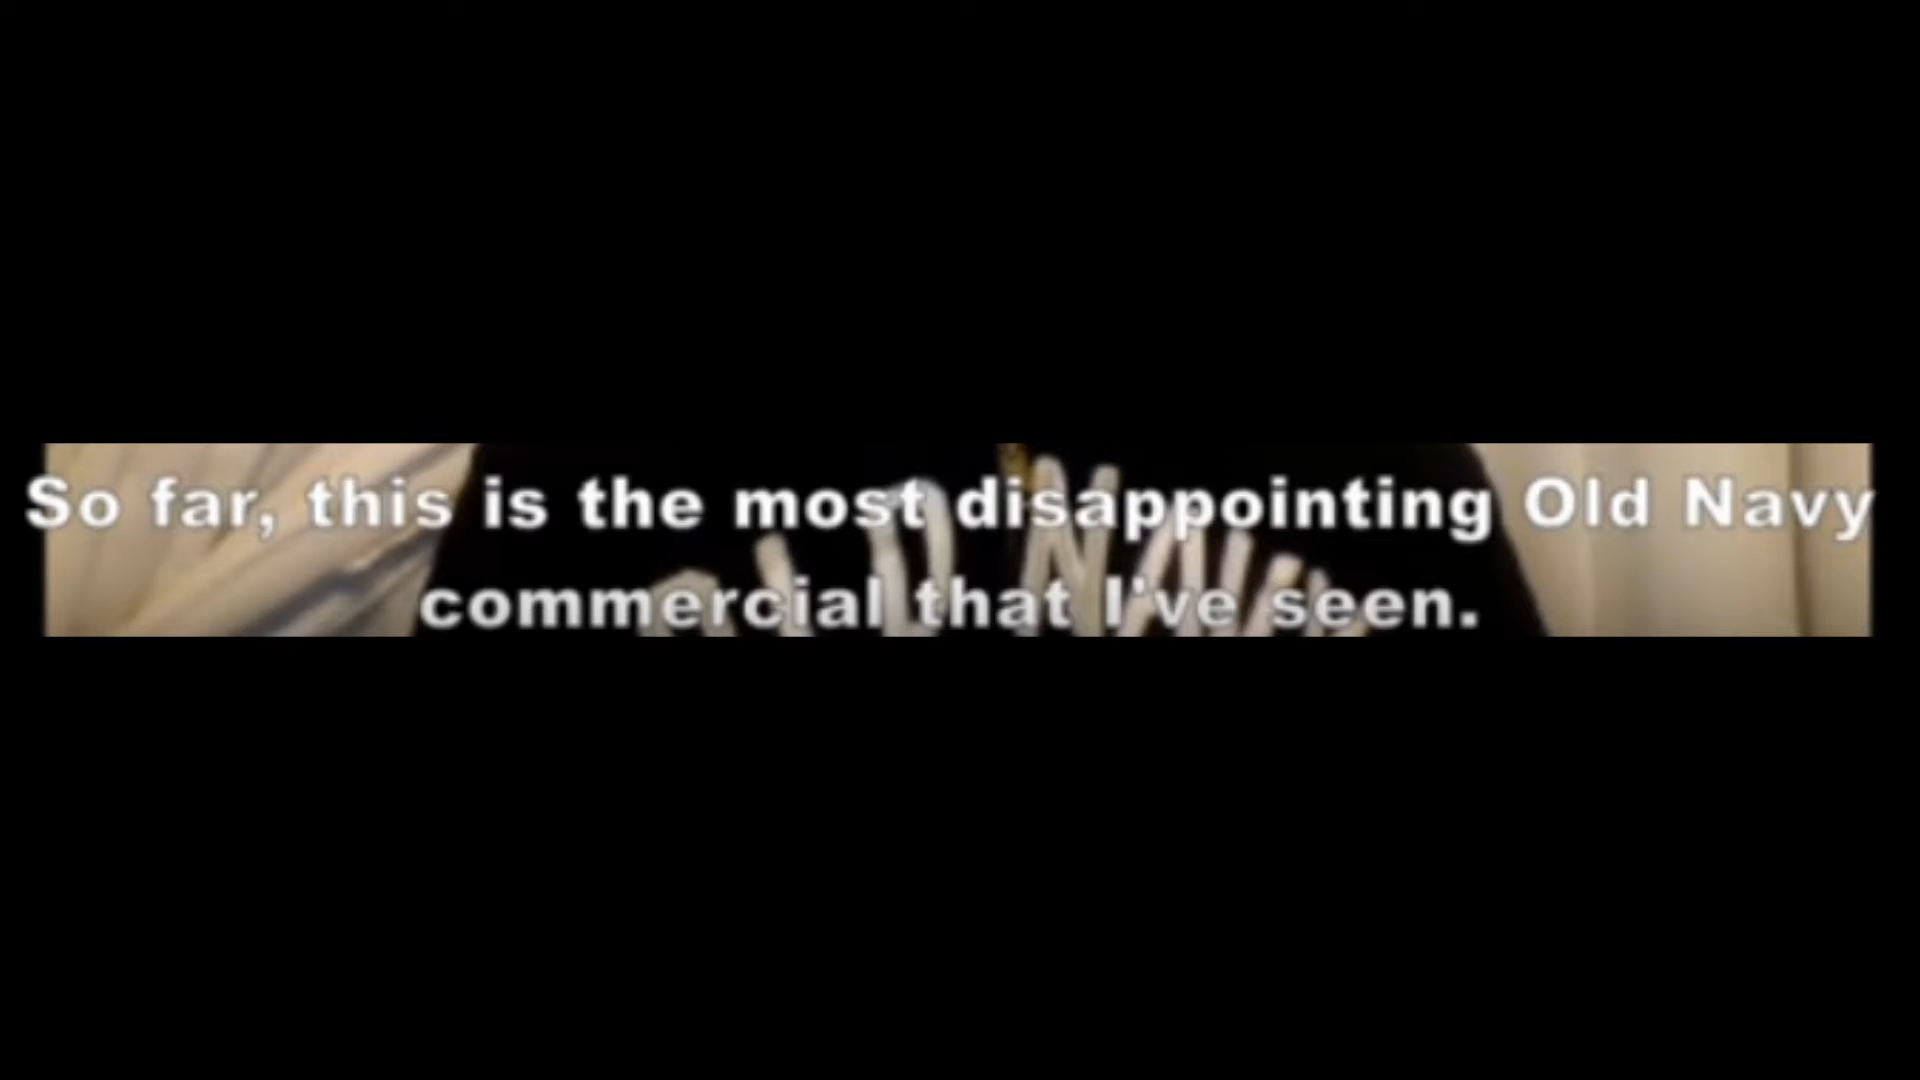 So far, this is the most disappointing Old Navy
commercial that I've seen.